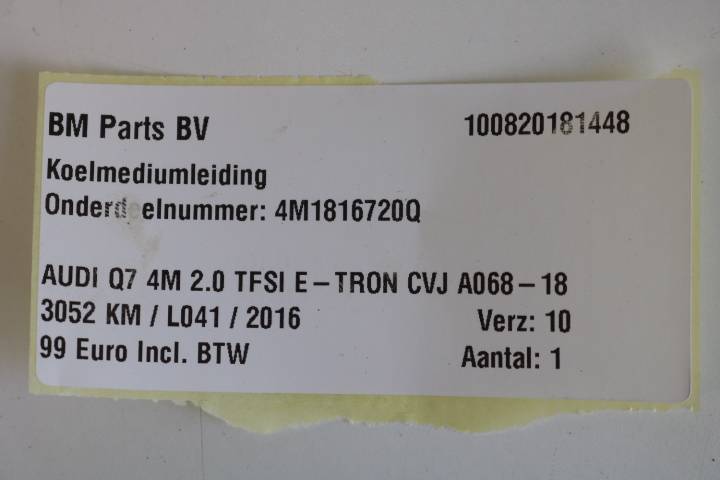 BM Parts BV 100820181448
Koelmediumleiding
Onderdeelnummer: 4M1816720Q
AUDI Q7 4M 2.0 TFSI E-TRON CVJ A068-18
3052 KM / L041 / 2016 Verz: 10
99 Euro Incl. BTW Aantal: 1